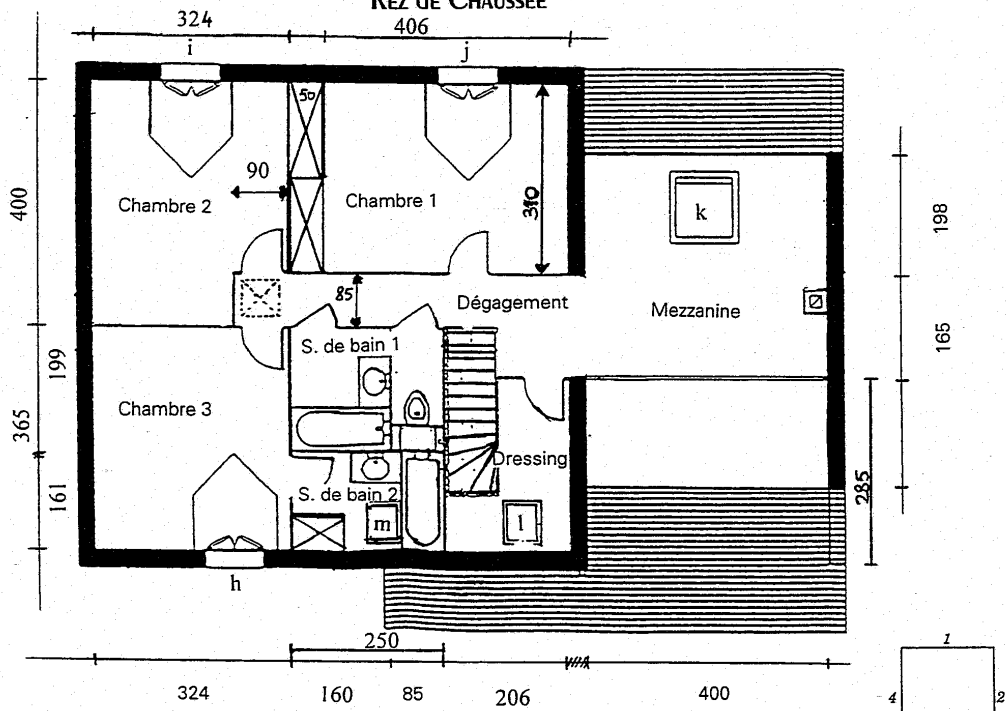 REZ DE CHAUSSÉE
324
406
i
j
50
90
400
Chambre 2
Chambre 1
310
k
198
85
Dégagement
Mezzanine
S. de bain 1
165
199
365
Chambre 3
Dressing
161
S. de bain 2
m
l
285
h
250
324
160
85
206
400
1
4
2